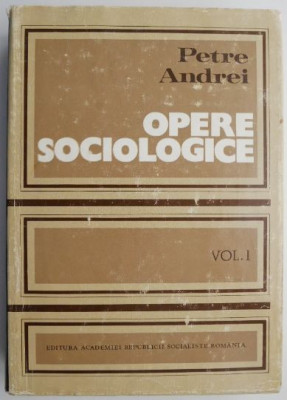 Petre
Andrei
OPERE
SOCIOLOGICE
VOL. I
EDITURA ACADEMIEI REPUBLICII SOCIALISTE ROMÂNIA